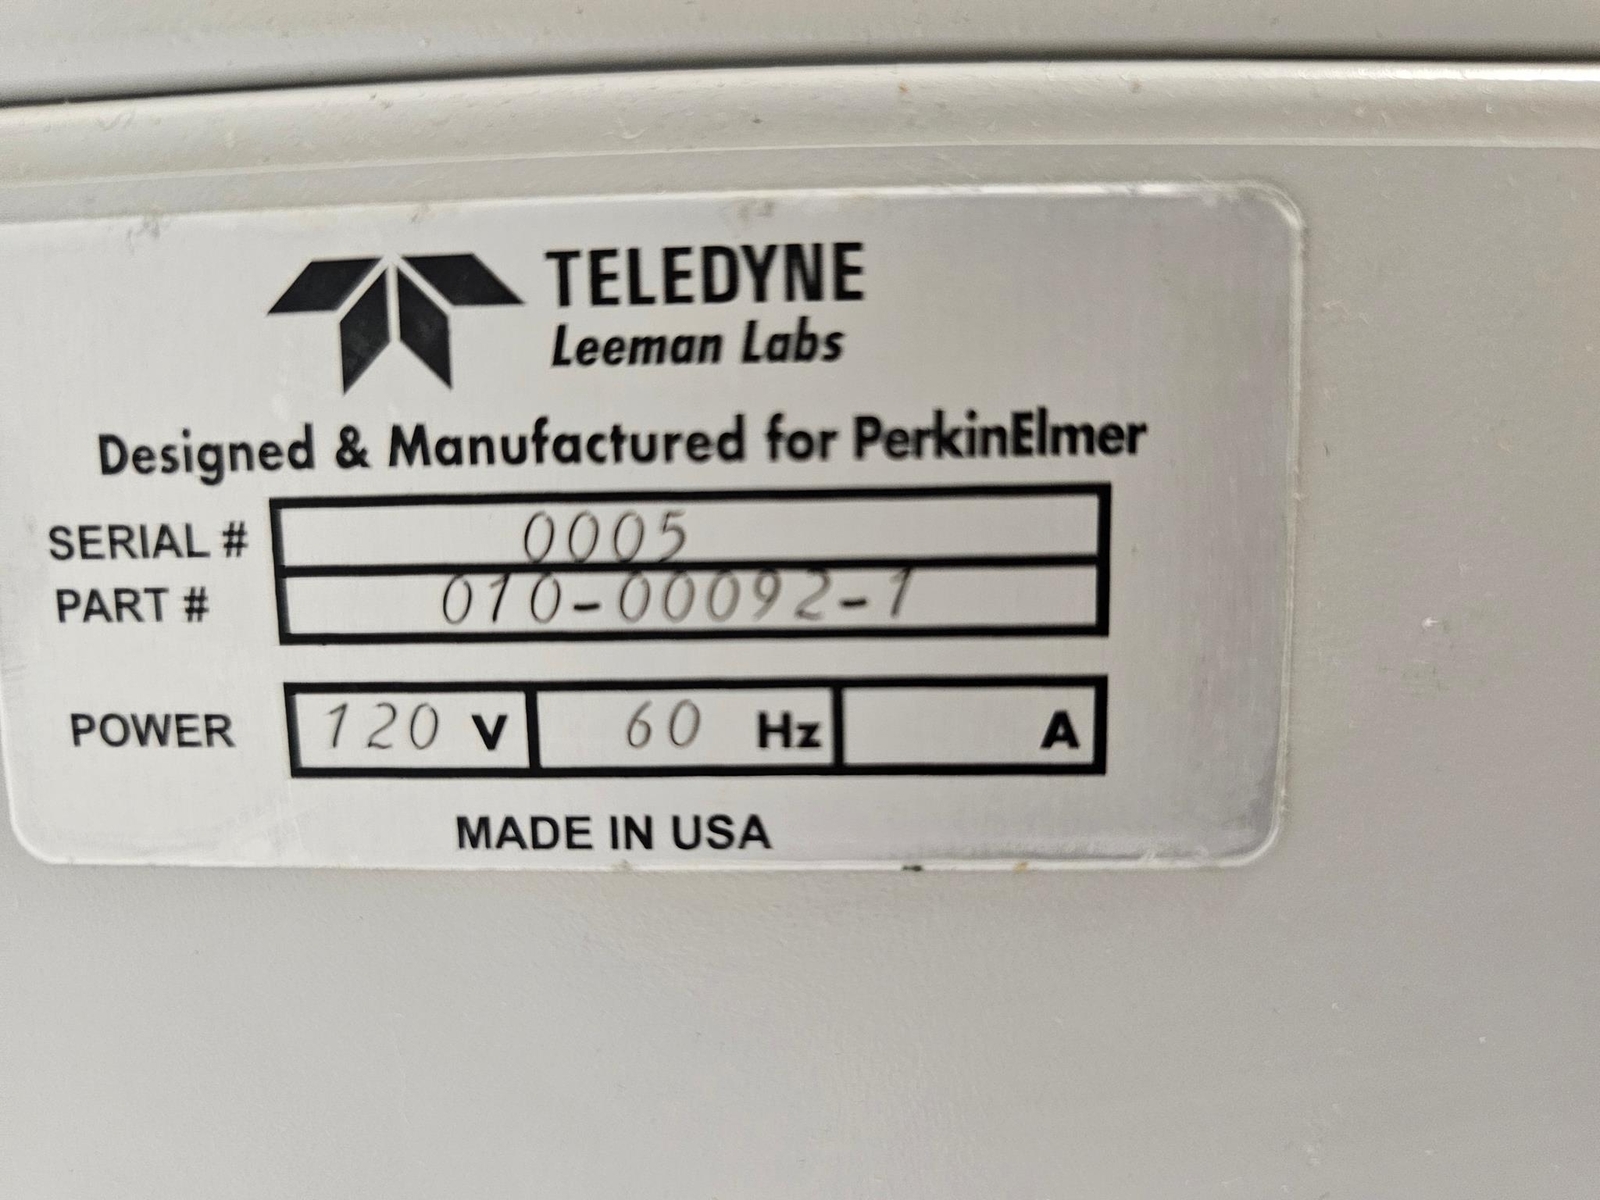 TELEDYNE
Leeman Labs
Designed & Manufactured for PerkinElmer
SERIAL # 0005
PART # 010-00092-1
POWER 120 V 60 Hz A
MADE IN USA